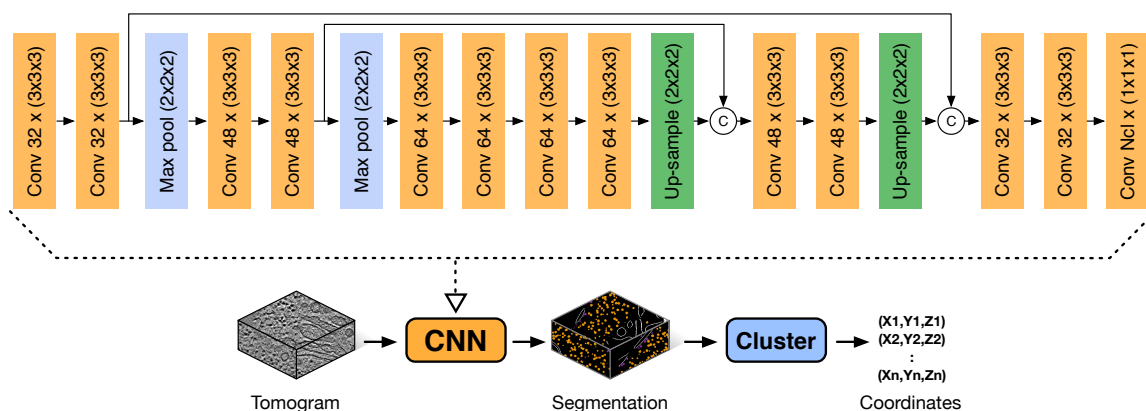 Conv 32 x (3x3x3)
Conv 32 x (3x3x3)
Max pool (2x2x2)
Conv 48 x (3x3x3)
Conv 48 x (3x3x3)
Max pool (2x2x2)
Conv 64 x (3x3x3)
Conv 64 x (3x3x3)
Conv 64 x (3x3x3)
Conv 64 x (3x3x3)
Up-sample (2x2x2)
C
Conv 48 x (3x3x3)
Conv 48 x (3x3x3)
Up-sample (2x2x2)
C
Conv 32 x (3x3x3)
Conv 32 x (3x3x3)
Conv Ncl x (1x1x1)
CNN
Cluster
(X1,Y1,Z1)
(X2,Y2,Z2)
:
(Xn,Yn,Zn)
Tomogram
Segmentation
Coordinates